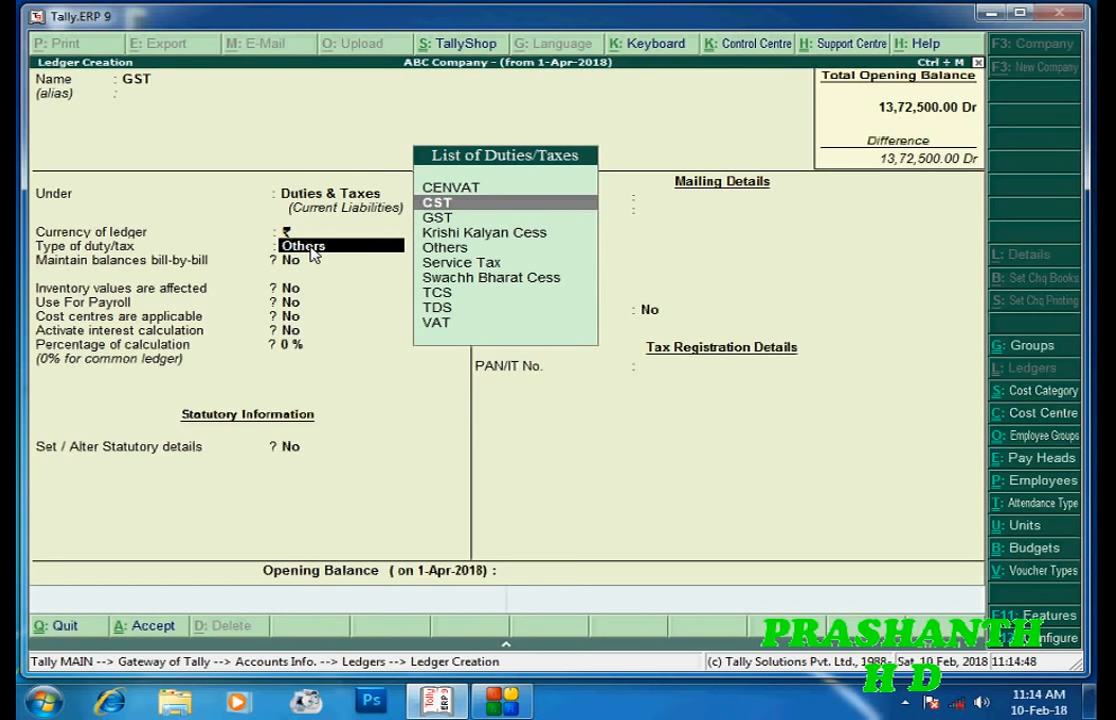 Tally.ERP 9
P: Print E: Export M: E-Mail O: Upload S: TallyShop G: Language K: Keyboard K: Control Centre H: Support Centre H: Help F3: Company
Ledger Creation ABC Company - (from 1-Apr-2018) Ctrl + M F3: New Company
Name : GST Total Opening Balance
(alias) :
13,72,500.00 Dr
Difference
13,72,500.00 Dr
List of Duties/Taxes
CENVAT
CST
GST
Krishi Kalyan Cess
Others
Service Tax
Swachh Bharat Cess
TCS
TDS
VAT
Under : Duties & Taxes
(Current Liabilities)
Currency of ledger : ₹
Type of duty/tax : Others
Maintain balances bill-by-bill ? No
Inventory values are affected ? No
Use For Payroll ? No
Cost centres are applicable ? No
Activate interest calculation ? No
Percentage of calculation ? 0 %
(0% for common ledger)
Statutory Information
Set / Alter Statutory details ? No
Mailing Details
:
:
: No
Tax Registration Details
PAN/IT No. :
L: Details
B: Set Chq Books
S: Set Chq Printing
G: Groups
L: Ledgers
S: Cost Category
C: Cost Centre
O: Employee Groups
E: Pay Heads
P: Employees
T: Attendance Type
U: Units
B: Budgets
V: Voucher Types
F11: Features
Opening Balance ( on 1-Apr-2018) :
Q: Quit A: Accept D: Delete
PRASHANTH
H D
Tally MAIN --> Gateway of Tally --> Accounts Info. --> Ledgers --> Ledger Creation (c) Tally Solutions Pvt. Ltd., 1988- Sat, 10 Feb, 2018 11:14:48
Ps Tally ERP 9
11:14 AM
10-Feb-18